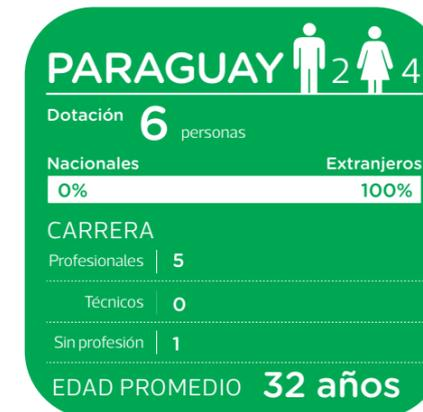 PARAGUAY 2 4
Dotación 6 personas
Nacionales Extranjeros
0% 100%
CARRERA
Profesionales 5
Técnicos 0
Sin profesión 1
EDAD PROMEDIO 32 años